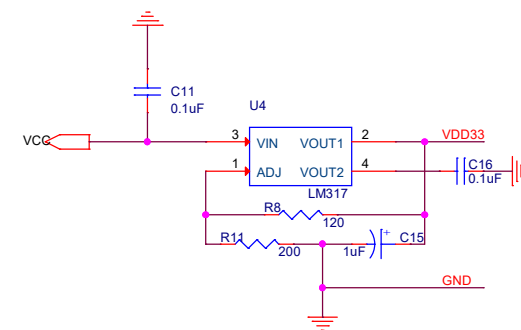 C11
0.1uF
U4
VCC
3
VIN
VOUT1
2
VDD33
1
ADJ
VOUT2
4
C16
0.1uF
LM317
R8
120
R11
200
1uF
+
C15
GND